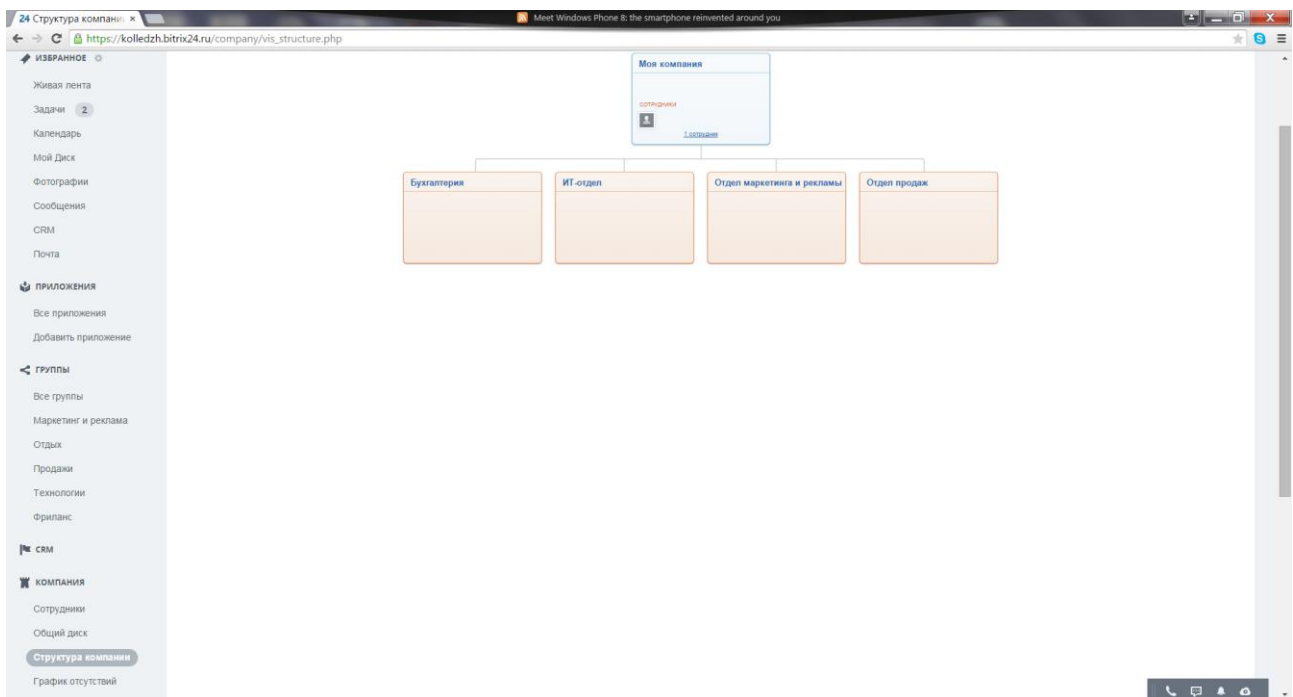 24 Структура компани
Meet Windows Phone 8: the smartphone reinvented around you
https://kolledzh.bitrix24.ru/company/vis_structure.php
ИЗБРАННОЕ
Живая лента
Задачи 2
Календарь
Мой Диск
Фотографии
Сообщения
CRM
Почта
ПРИЛОЖЕНИЯ
Все приложения
Добавить приложение
ГРУППЫ
Все группы
Маркетинг и реклама
Отдых
Продажи
Технологии
Фриланс
CRM
КОМПАНИЯ
Сотрудники
Общий диск
Структура компании
График отсутствий
Моя компания
СОТРУДНИКИ
1 сотрудник
Бухгалтерия
ИТ-отдел
Отдел маркетинга и рекламы
Отдел продаж